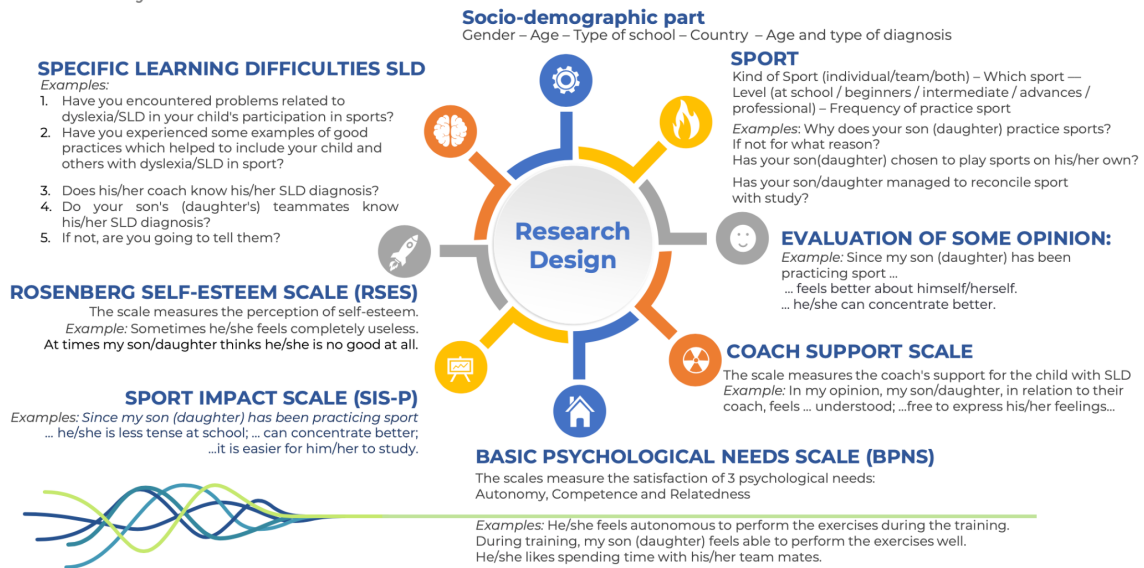 Socio-demographic part
Gender – Age – Type of school – Country – Age and type of diagnosis
SPECIFIC LEARNING DIFFICULTIES SLD
Examples:
1. Have you encountered problems related to
dyslexia/SLD in your child's participation in sports?
2. Have you experienced some examples of good
practices which helped to include your child and
others with dyslexia/SLD in sport?
3. Does his/her coach know his/her SLD diagnosis?
4. Do your son's (daughter's) teammates know
his/her SLD diagnosis?
5. If not, are you going to tell them?
SPORT
Kind of Sport (individual/team/both) – Which sport —
Level (at school / beginners / intermediate / advances /
professional) – Frequency of practice sport
Examples: Why does your son (daughter) practice sports?
If not for what reason?
Has your son(daughter) chosen to play sports on his/her own?
Has your son/daughter managed to reconcile sport
with study?
Research
Design
EVALUATION OF SOME OPINION:
Example: Since my son (daughter) has been
practicing sport ...
... feels better about himself/herself.
... he/she can concentrate better.
ROSENBERG SELF-ESTEEM SCALE (RSES)
The scale measures the perception of self-esteem.
Example: Sometimes he/she feels completely useless.
At times my son/daughter thinks he/she is no good at all.
COACH SUPPORT SCALE
The scale measures the coach's support for the child with SLD
Example: In my opinion, my son/daughter, in relation to their
coach, feels ... understood; ...free to express his/her feelings...
SPORT IMPACT SCALE (SIS-P)
Examples: Since my son (daughter) has been practicing sport
... he/she is less tense at school; ... can concentrate better;
...it is easier for him/her to study.
BASIC PSYCHOLOGICAL NEEDS SCALE (BPNS)
The scales measure the satisfaction of 3 psychological needs:
Autonomy, Competence and Relatedness
Examples: He/she feels autonomous to perform the exercises during the training.
During training, my son (daughter) feels able to perform the exercises well.
He/she likes spending time with his/her team mates.